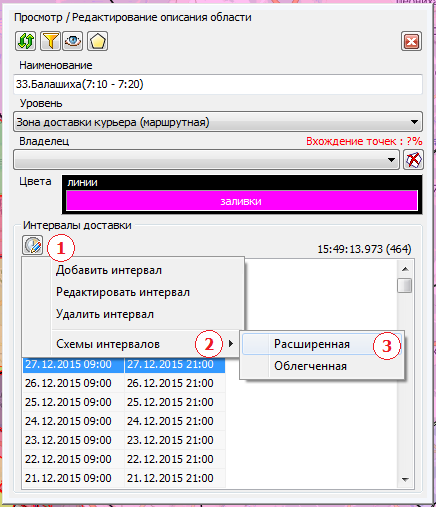 Просмотр / Редактирование описания области
Наименование
33.Балашиха(7:10 - 7:20)
Уровень
Зона доставки курьера (маршрутная)
Владелец
Вхождение точек : ?%
Цвета
линии
заливки
Интервалы доставки
1
15:49:13.973 (464)
Добавить интервал
Редактировать интервал
Удалить интервал
Схемы интервалов
2
Расширенная
3
Облегченная
27.12.2015 09:00 27.12.2015 21:00
26.12.2015 09:00 26.12.2015 21:00
25.12.2015 09:00 25.12.2015 21:00
24.12.2015 09:00 24.12.2015 21:00
23.12.2015 09:00 23.12.2015 21:00
22.12.2015 09:00 22.12.2015 21:00
21.12.2015 09:00 21.12.2015 21:00